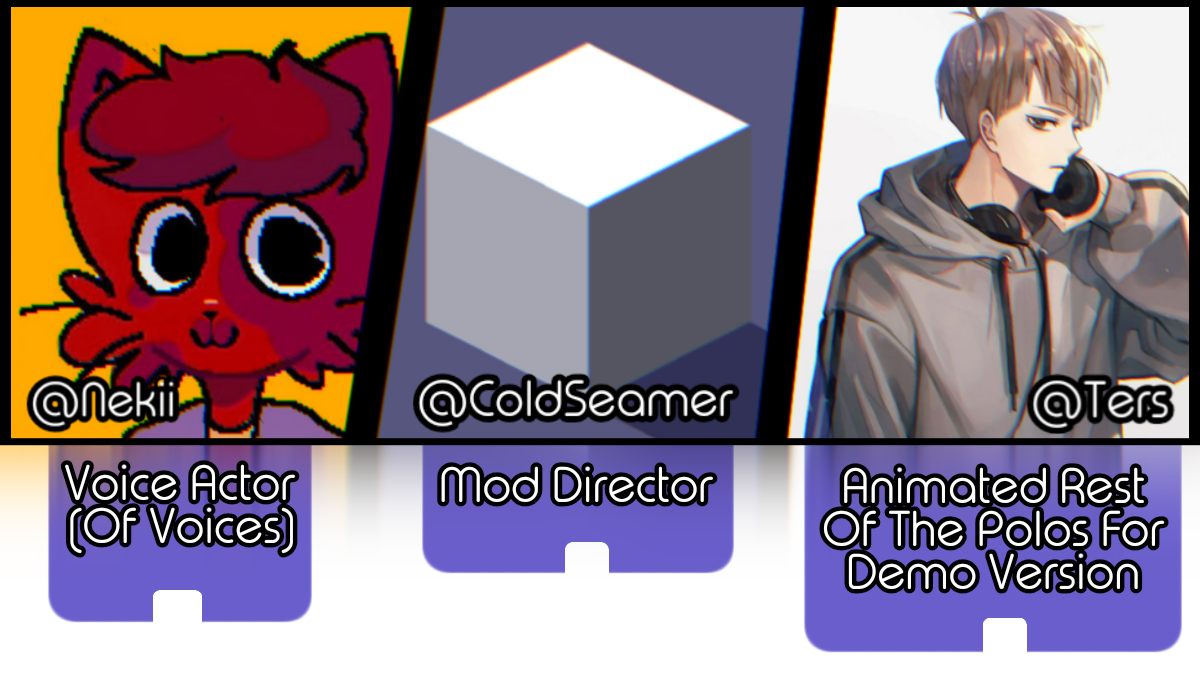 @Nekii
@ColdSeamer
@Ters
Voice Actor
(Of Voices)
Mod Director
Animated Rest
Of The Polos For
Demo Version